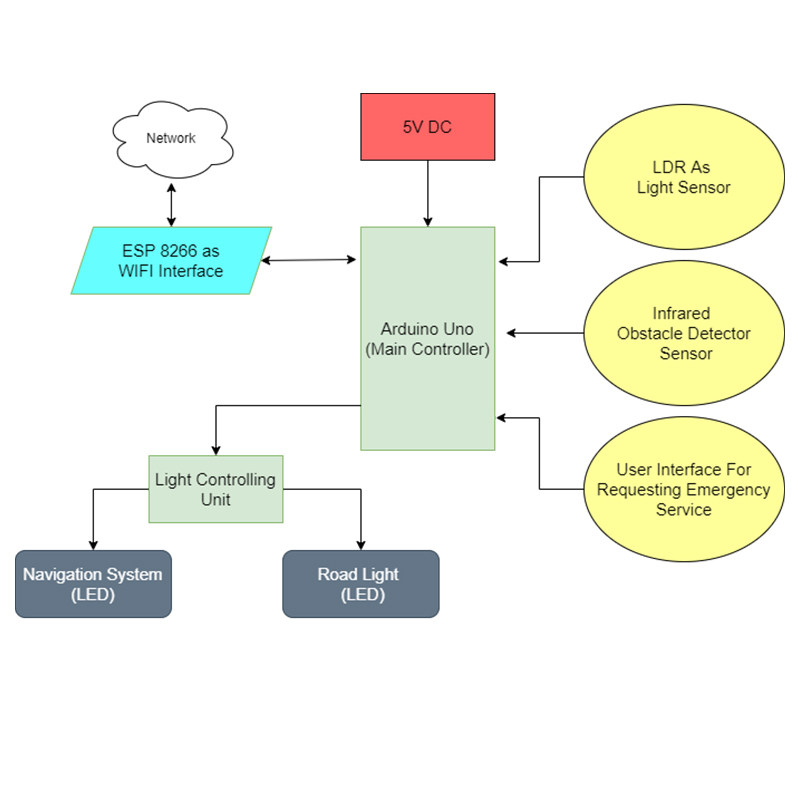 Network
5V DC
LDR As
Light Sensor
ESP 8266 as
WIFI Interface
Arduino Uno
(Main Controller)
Infrared
Obstacle Detector
Sensor
Light Controlling
Unit
User Interface For
Requesting Emergency
Service
Navigation System
(LED)
Road Light
(LED)